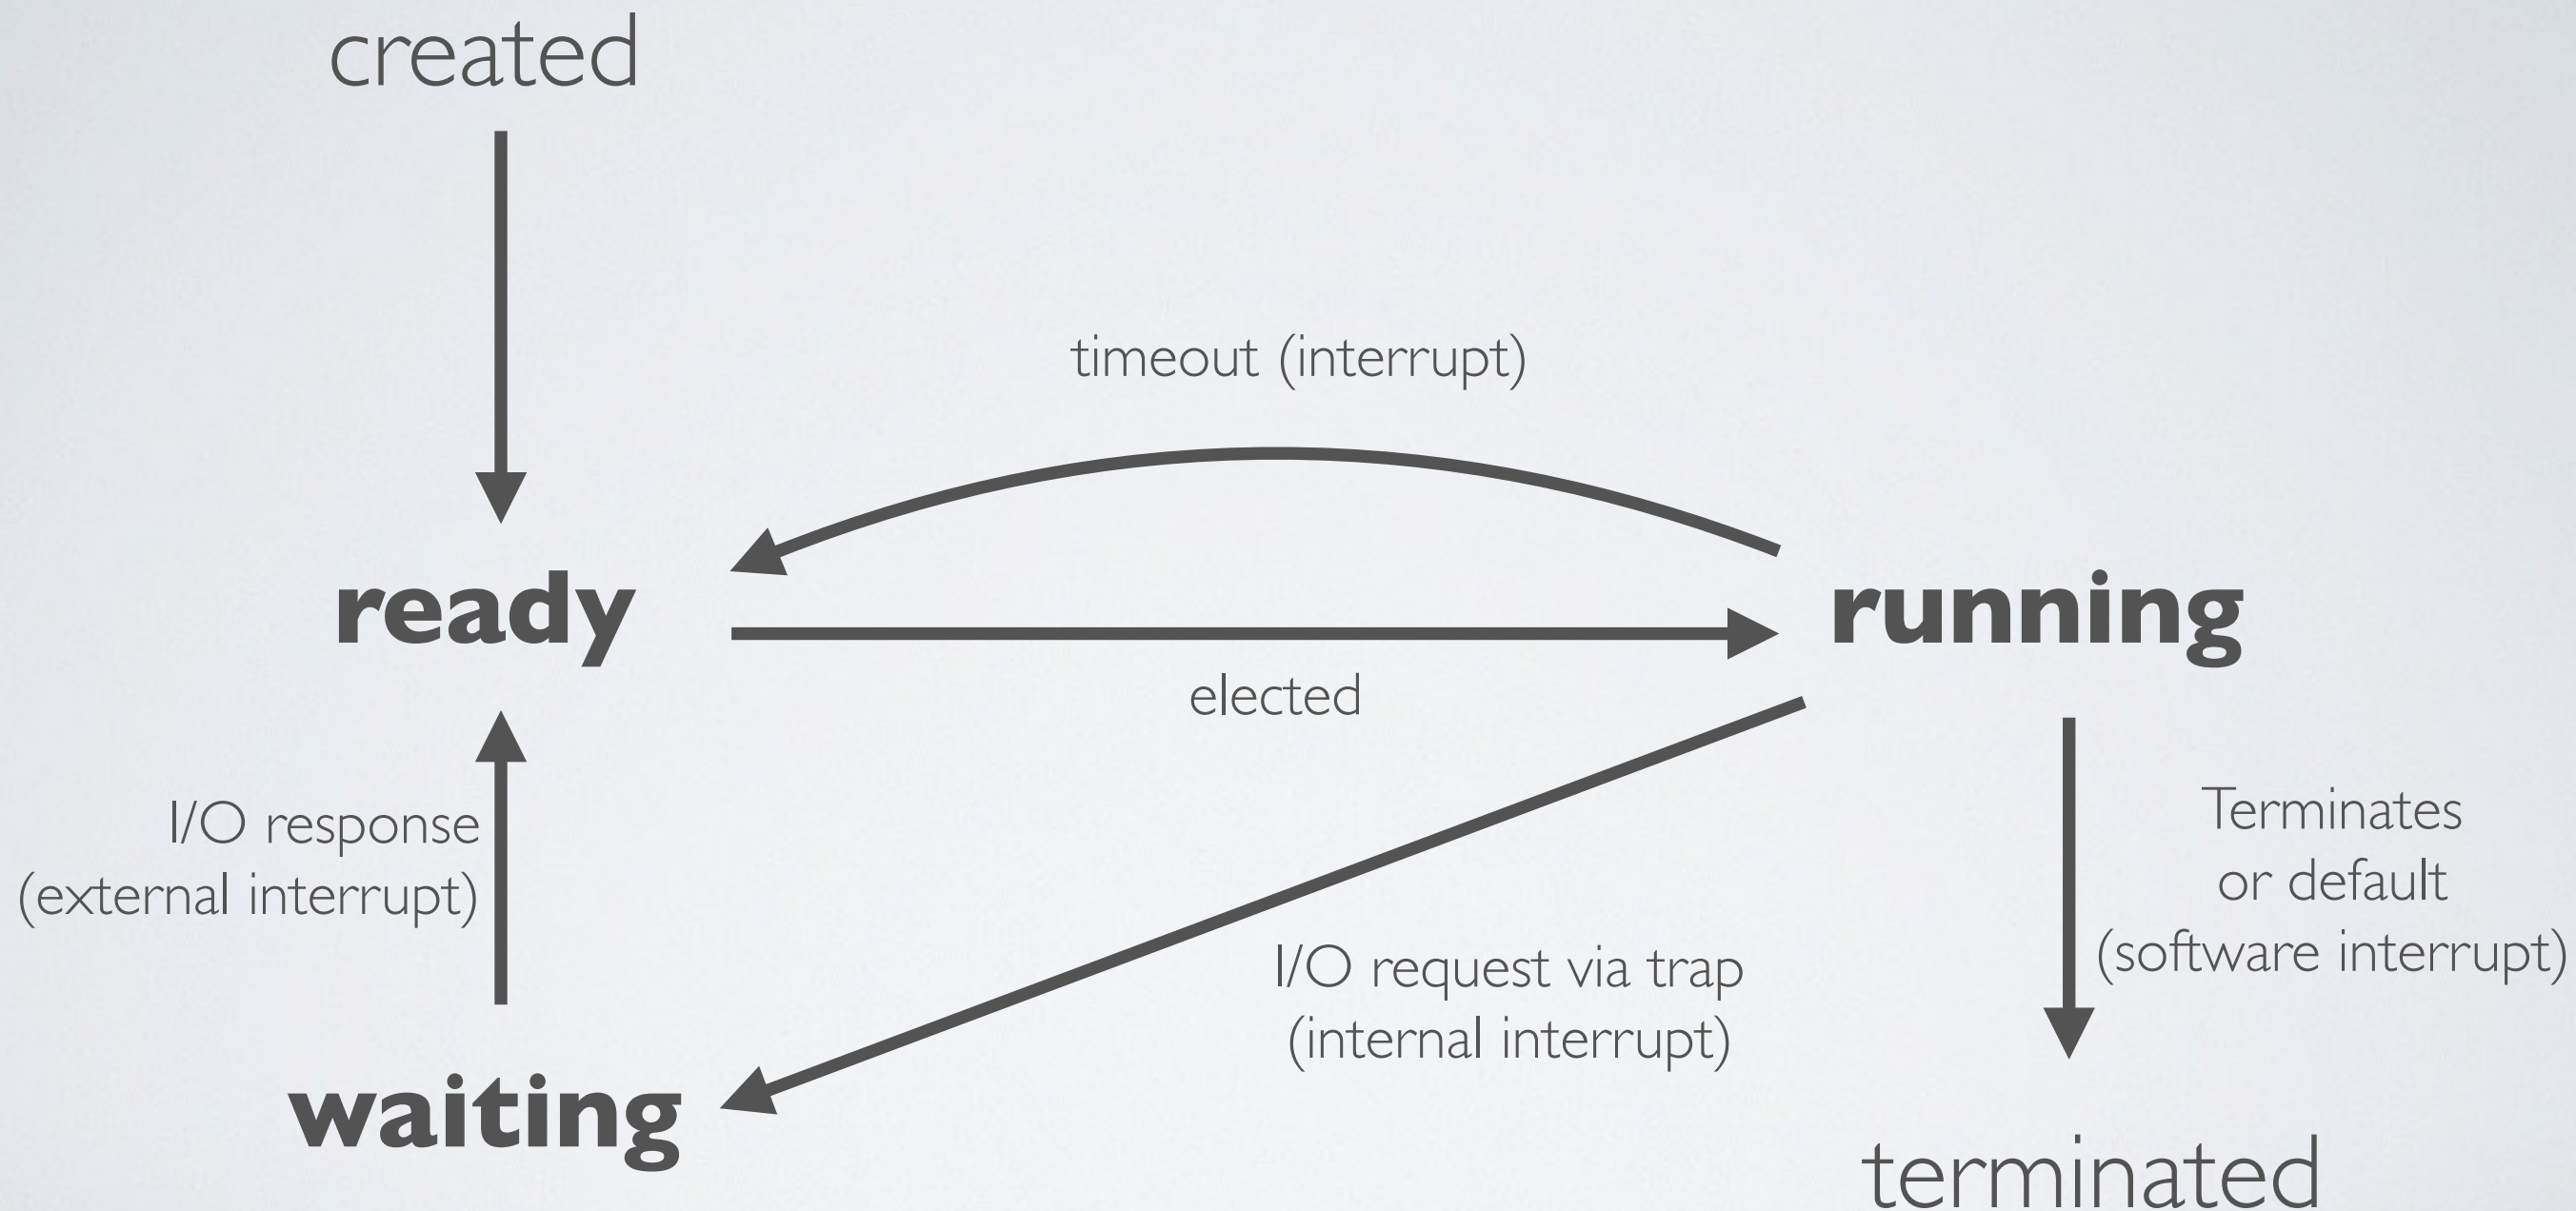 created
timeout (interrupt)
ready
running
elected
I/O response
(external interrupt)
Terminates
or default
(software interrupt)
I/O request via trap
(internal interrupt)
waiting
terminated